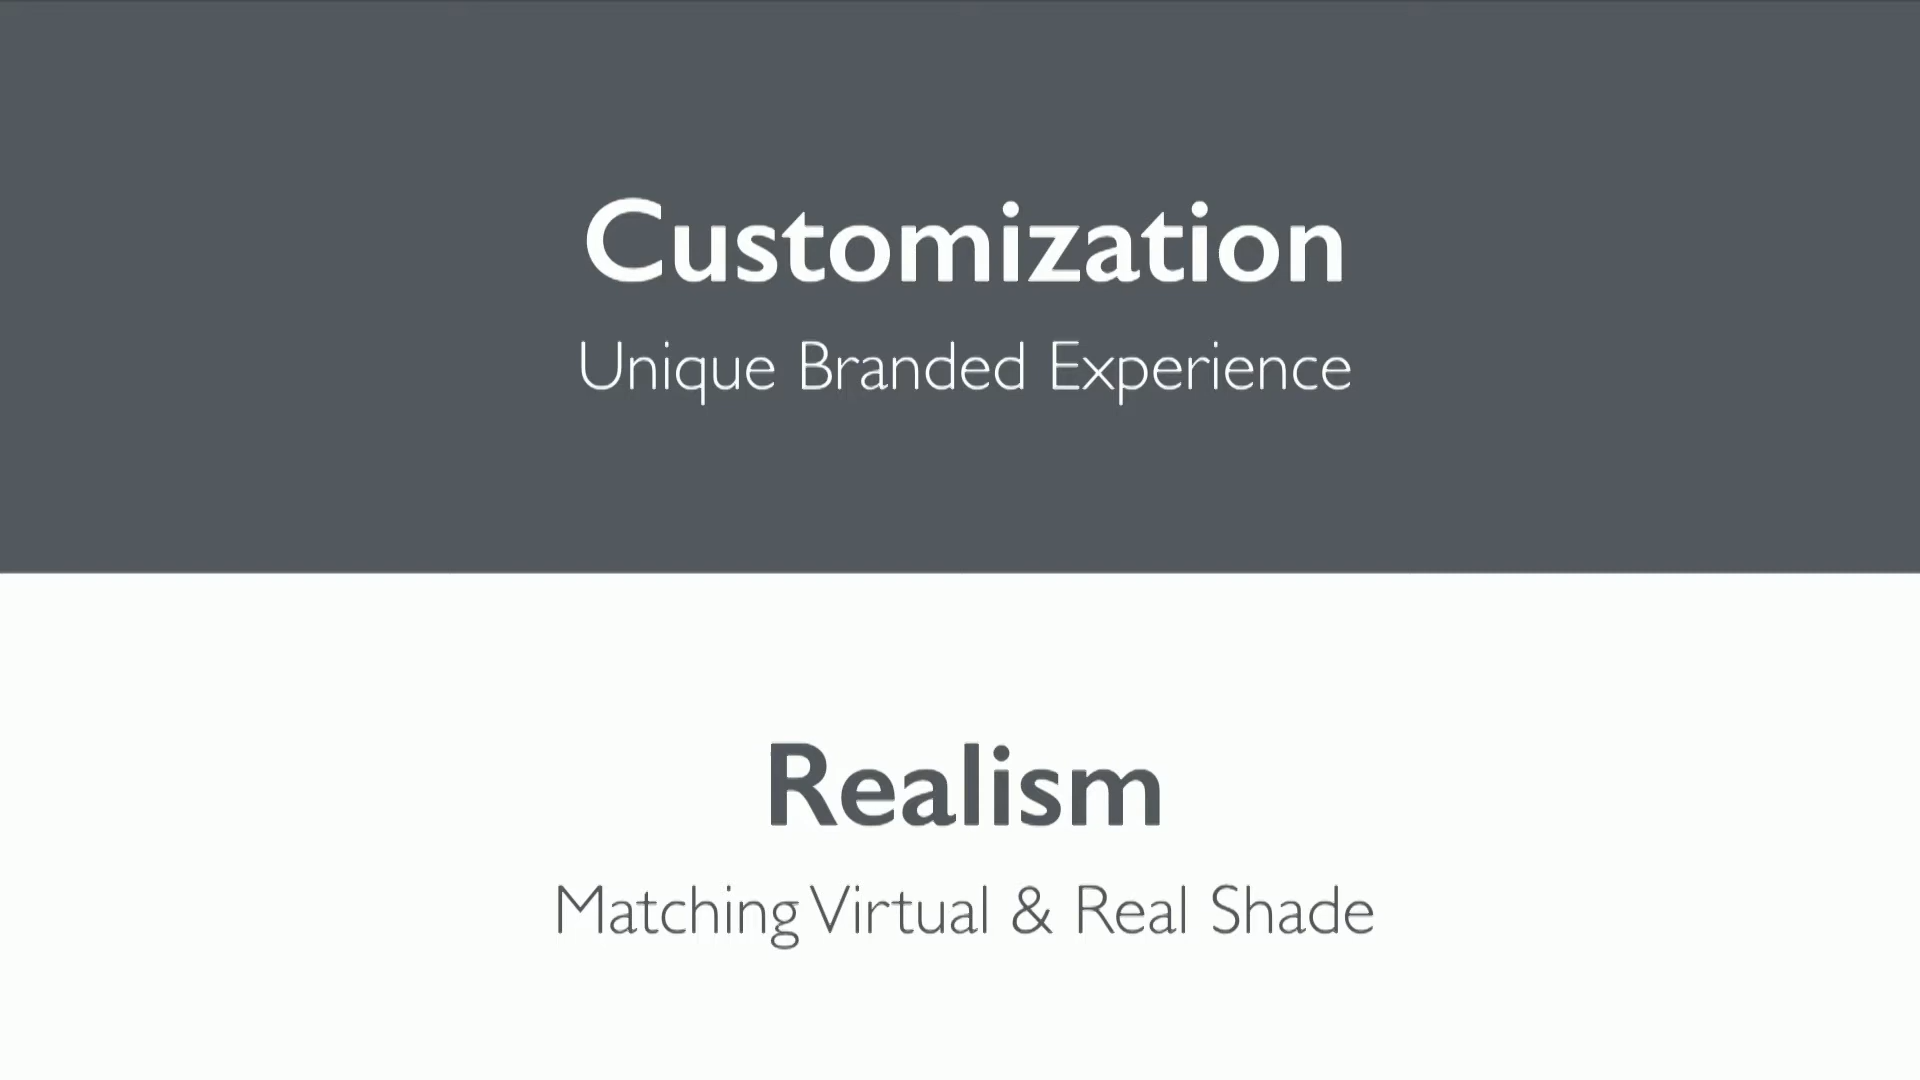 Customization
Unique Branded Experience
Realism
Matching Virtual & Real Shade